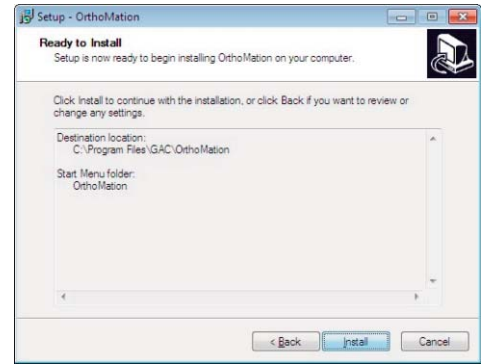 Setup - OrthoMation
Ready to Install
Setup is now ready to begin installing OrthoMation on your computer.
Click Install to continue with the installation, or click Back if you want to review or
change any settings.
Destination location:
C:\Program Files\GAC\OrthoMation
Start Menu folder:
OrthoMation
< Back
Install
Cancel